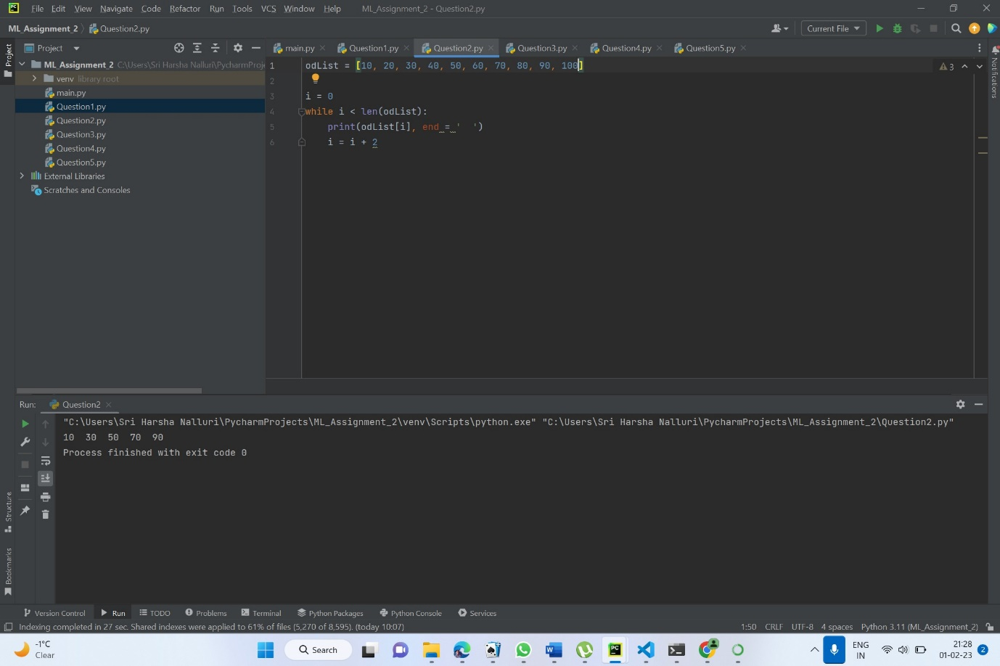 PC File Edit View Navigate Code Refactor Run Tools VCS Window Help ML_Assignment_2 - Question2.py
ML_Assignment_2 Question2.py Current File
Project main.py Question1.py Question2.py Question3.py Question4.py Question5.py
Project
ML_Assignment_2 C:\Users\Sri Harsha Nalluri\PycharmProje
venv library root
main.py
Question1.py
Question2.py
Question3.py
Question4.py
Question5.py
External Libraries
Scratches and Consoles
1 odList = [10, 20, 30, 40, 50, 60, 70, 80, 90, 100]
2
3 i = 0
4 while i < len(odList):
5 print(odList[i], end = '  ')
6 i = i + 2
3
Notifications
Run: Question2
"C:\Users\Sri Harsha Nalluri\PycharmProjects\ML_Assignment_2\venv\Scripts\python.exe" "C:\Users\Sri Harsha Nalluri\PycharmProjects\ML_Assignment_2\Question2.py"
10  30  50  70  90
Process finished with exit code 0
Structure
Bookmarks
Version Control Run TODO Problems Terminal Python Packages Python Console Services
Indexing completed in 27 sec. Shared indexes were applied to 61% of files (5,270 of 8,595). (today 10:07) 1:50 CRLF UTF-8 4 spaces Python 3.11 (ML_Assignment_2)
-1°C
Clear
Search
PC
ENG
IN
21:28
01-02-23
2